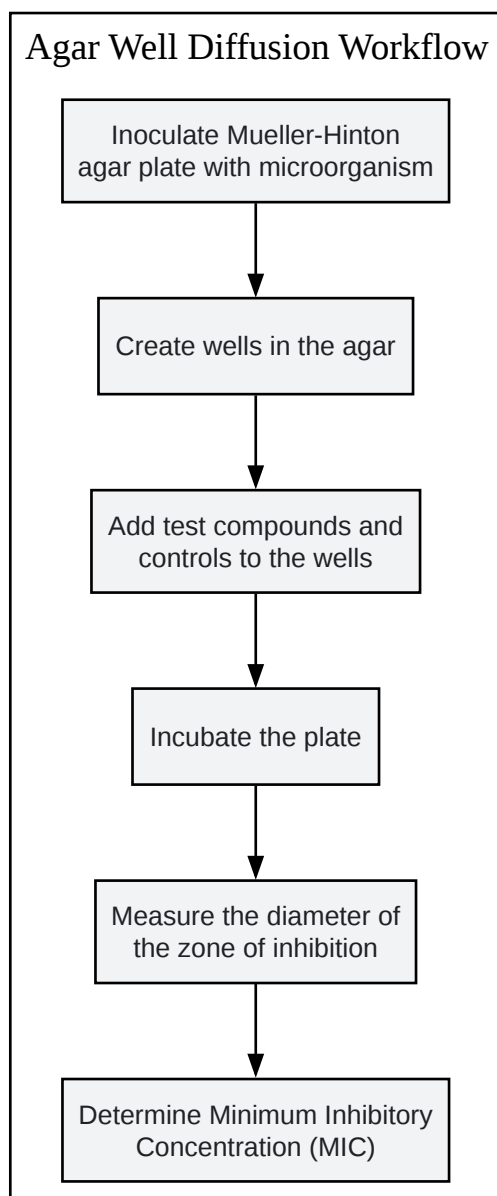 Agar Well Diffusion Workflow
Inoculate Mueller-Hinton
agar plate with microorganism
Create wells in the agar
Add test compounds and
controls to the wells
Incubate the plate
Measure the diameter of
the zone of inhibition
Determine Minimum Inhibitory
Concentration (MIC)